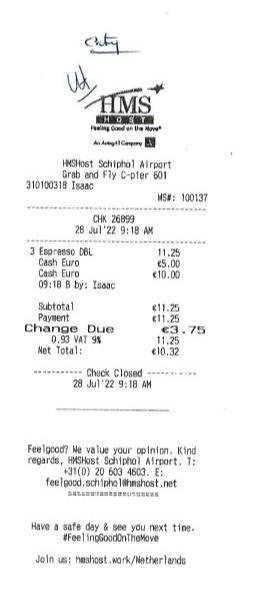 HMS
HOST
Feeling Good on the Move®
An Autogrill Company A
HMSHost Schiphol Airport
Grab and Fly C-pier 601
310100318 Isaac
WS#: 100137
CHK 26899
28 Jul'22 9:18 AM
3 Espresso DBL 11.25
Cash Euro €5.00
Cash Euro €10.00
09:18 B by: Isaac
Subtotal €11.25
Payment €11.25
Change Due €3.75
0.93 VAT 9% 11.25
Net Total: €10.32
---------- Check Closed ----------
28 Jul'22 9:18 AM
Feelgood? We value your opinion. Kind
regards, HMSHost Schiphol Airport. T:
+31(0) 20 603 4603. E:
feelgood.schiphol@hmshost.net
Have a safe day & see you next time.
#FeelingGoodOnTheMove
Join us: hmshost.work/Netherlands